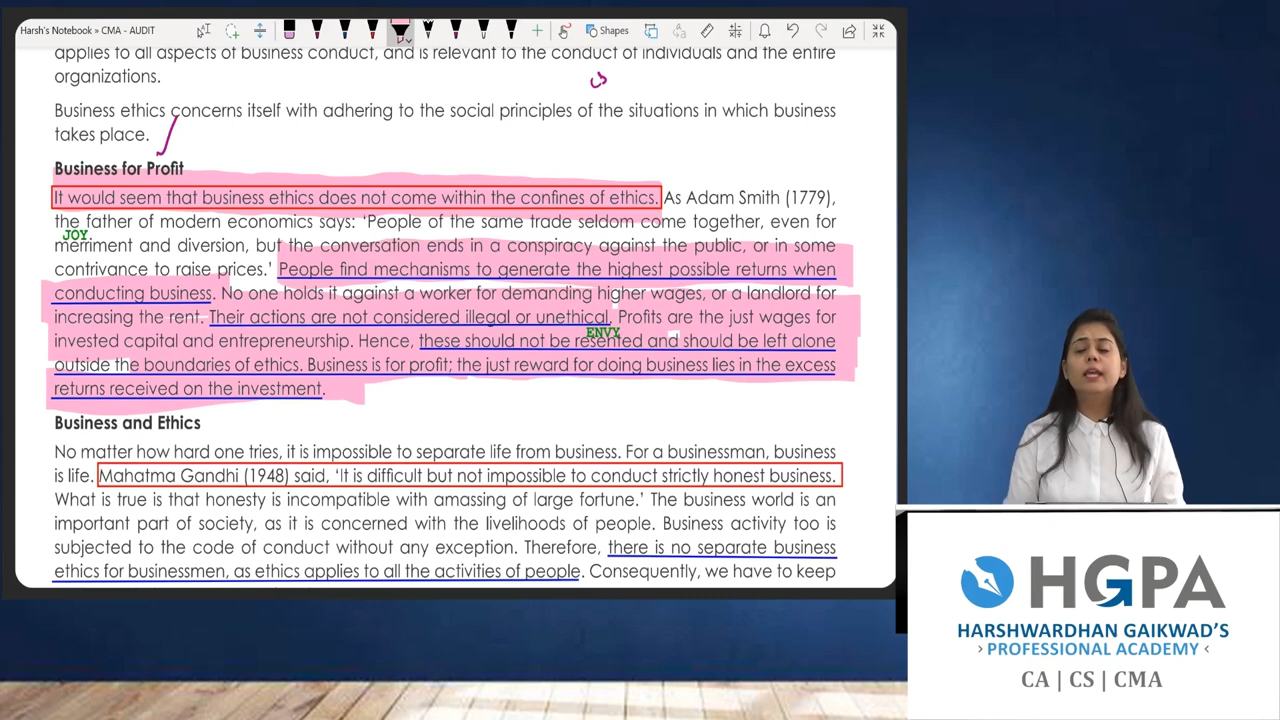 Harsh's Notebook » CMA - AUDIT
Shapes
applies to all aspects of business conduct, and is relevant to the conduct of individuals and the entire
organizations.
Business ethics concerns itself with adhering to the social principles of the situations in which business
takes place.
Business for Profit
It would seem that business ethics does not come within the confines of ethics. As Adam Smith (1779),
the father of modern economics says: ‘People of the same trade seldom come together, even for
JOY
merriment and diversion, but the conversation ends in a conspiracy against the public, or in some
contrivance to raise prices.’ People find mechanisms to generate the highest possible returns when
conducting business. No one holds it against a worker for demanding higher wages, or a landlord for
increasing the rent. Their actions are not considered illegal or unethical. Profits are the just wages for
ENVY
invested capital and entrepreneurship. Hence, these should not be resented and should be left alone
outside the boundaries of ethics. Business is for profit; the just reward for doing business lies in the excess
returns received on the investment.
Business and Ethics
No matter how hard one tries, it is impossible to separate life from business. For a businessman, business
is life. Mahatma Gandhi (1948) said, ‘It is difficult but not impossible to conduct strictly honest business.
What is true is that honesty is incompatible with amassing of large fortune.’ The business world is an
important part of society, as it is concerned with the livelihoods of people. Business activity too is
subjected to the code of conduct without any exception. Therefore, there is no separate business
ethics for businessmen, as ethics applies to all the activities of people. Consequently, we have to keep
HGPA
HARSHWARDHAN GAIKWAD'S
› PROFESSIONAL ACADEMY ‹
CA | CS | CMA